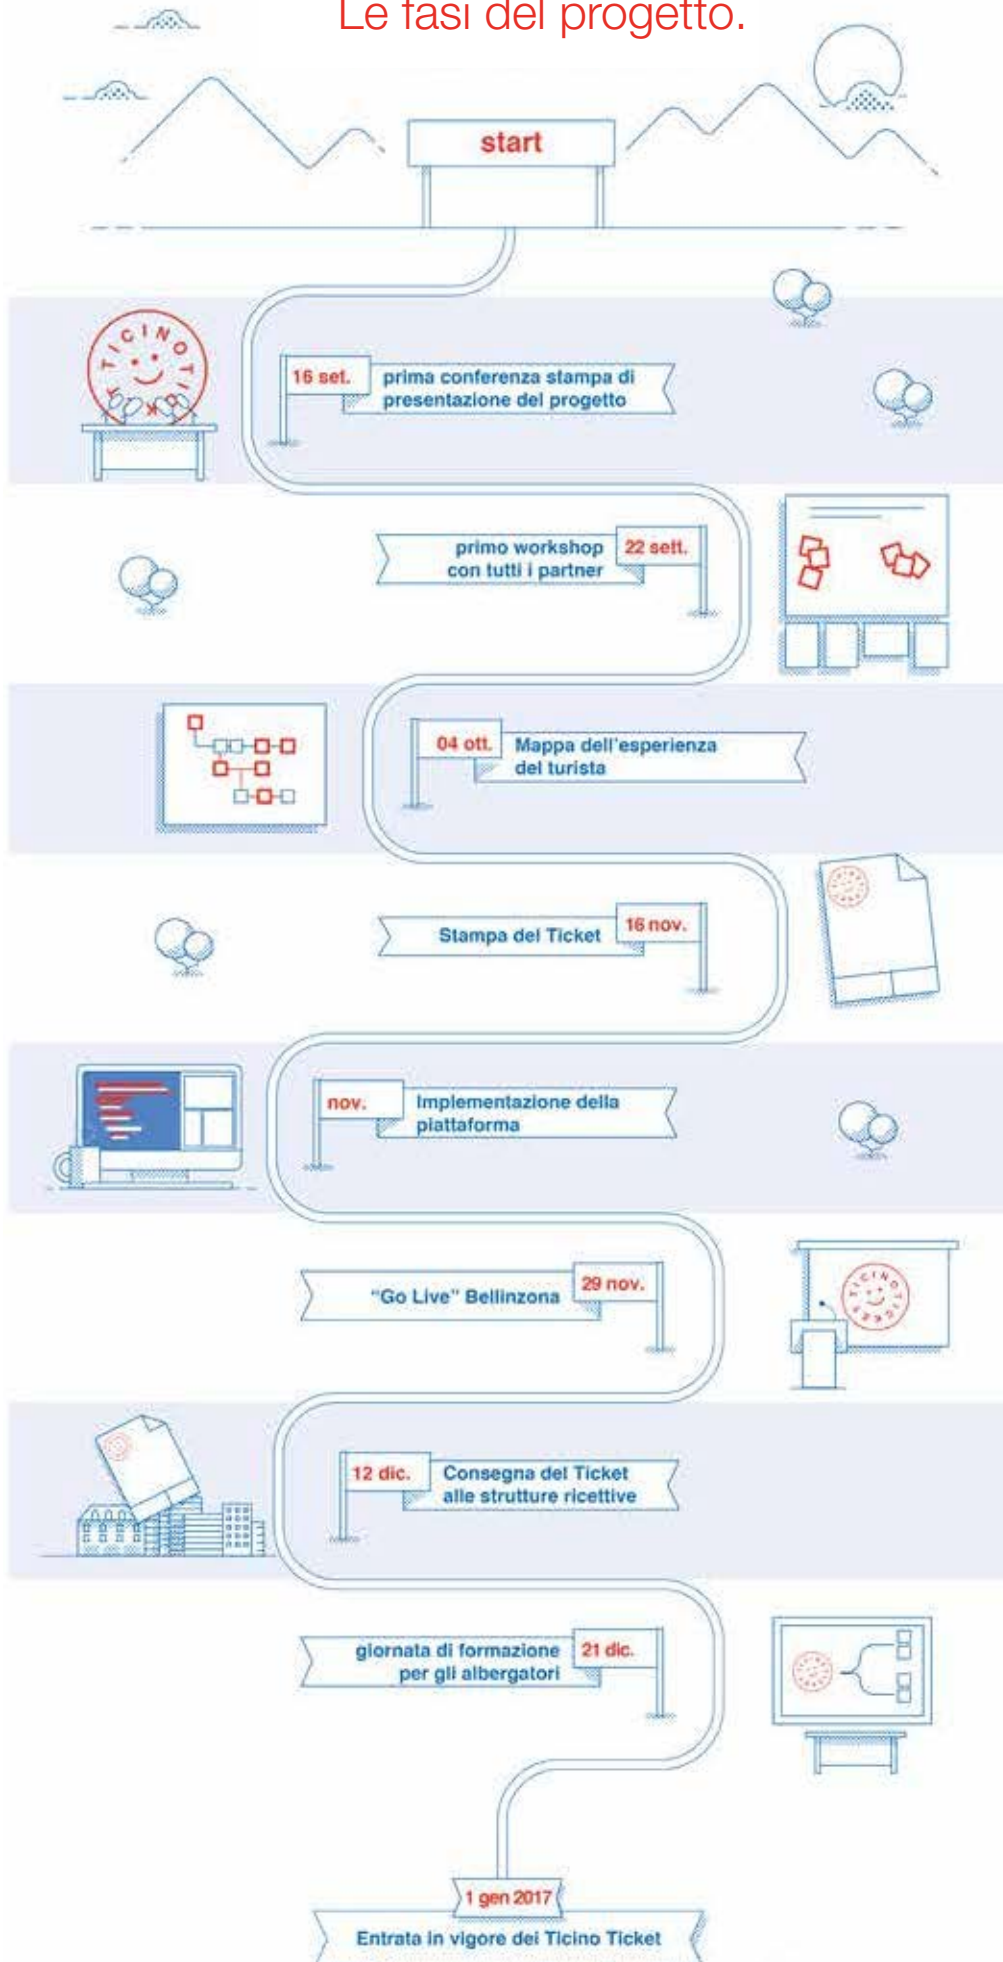 Le fasi del progetto.
start
TICINOTICKET
16 set.
prima conferenza stampa di
presentazione del progetto
22 sett.
primo workshop
con tutti i partner
04 ott.
Mappa dell'esperienza
del turista
16 nov.
Stampa del Ticket
nov.
Implementazione della
piattaforma
29 nov.
"Go Live" Bellinzona
TICINOTICKET
12 dic.
Consegna del Ticket
alle strutture ricettive
21 dic.
giornata di formazione
per gli albergatori
1 gen 2017
Entrata in vigore del Ticino Ticket